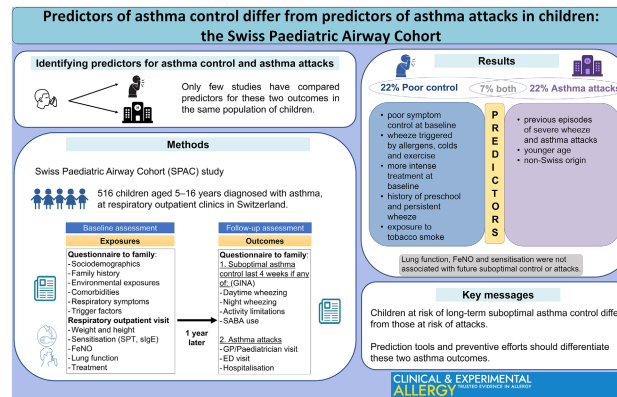 Predictors of asthma control differ from predictors of asthma attacks in children:
the Swiss Paediatric Airway Cohort
Identifying predictors for asthma control and asthma attacks
Only few studies have compared
predictors for these two outcomes in
the same population of children.
Methods
Swiss Paediatric Airway Cohort (SPAC) study
516 children aged 5–16 years diagnosed with asthma,
at respiratory outpatient clinics in Switzerland.
Baseline assessment
Exposures
Questionnaire to family:
- Sociodemographics
- Family history
- Environmental exposures
- Comorbidities
- Respiratory symptoms
- Trigger factors
Respiratory outpatient visit
- Weight and height
- Sensitisation (SPT, sIgE)
- FeNO
- Lung function
- Treatment
1 year
later
Follow-up assessment
Outcomes
Questionnaire to family:
1. Suboptimal asthma
control last 4 weeks if any
of: (GINA)
- Daytime wheezing
- Night wheezing
- Activity limitations
- SABA use
2. Asthma attacks
- GP/Paediatrician visit
- ED visit
- Hospitalisation
Results
22% Poor control
7% both
22% Asthma attacks
• poor symptom
control at baseline
• wheeze triggered
by allergens, colds
and exercise
• more intense
treatment at
baseline
• history of preschool
and persistent
wheeze
• exposure to
tobacco smoke
P
R
E
D
I
C
T
O
R
S
• previous episodes
of severe wheeze
and asthma attacks
• younger age
• non-Swiss origin
Lung function, FeNO and sensitisation were not
associated with future suboptimal control or attacks.
Key messages
Children at risk of long-term suboptimal asthma control diffe
from those at risk of attacks.
Prediction tools and preventive efforts should differentiate
these two asthma outcomes.
CLINICAL & EXPERIMENTAL
ALLERGY TRUSTED EVIDENCE IN ALLERGY